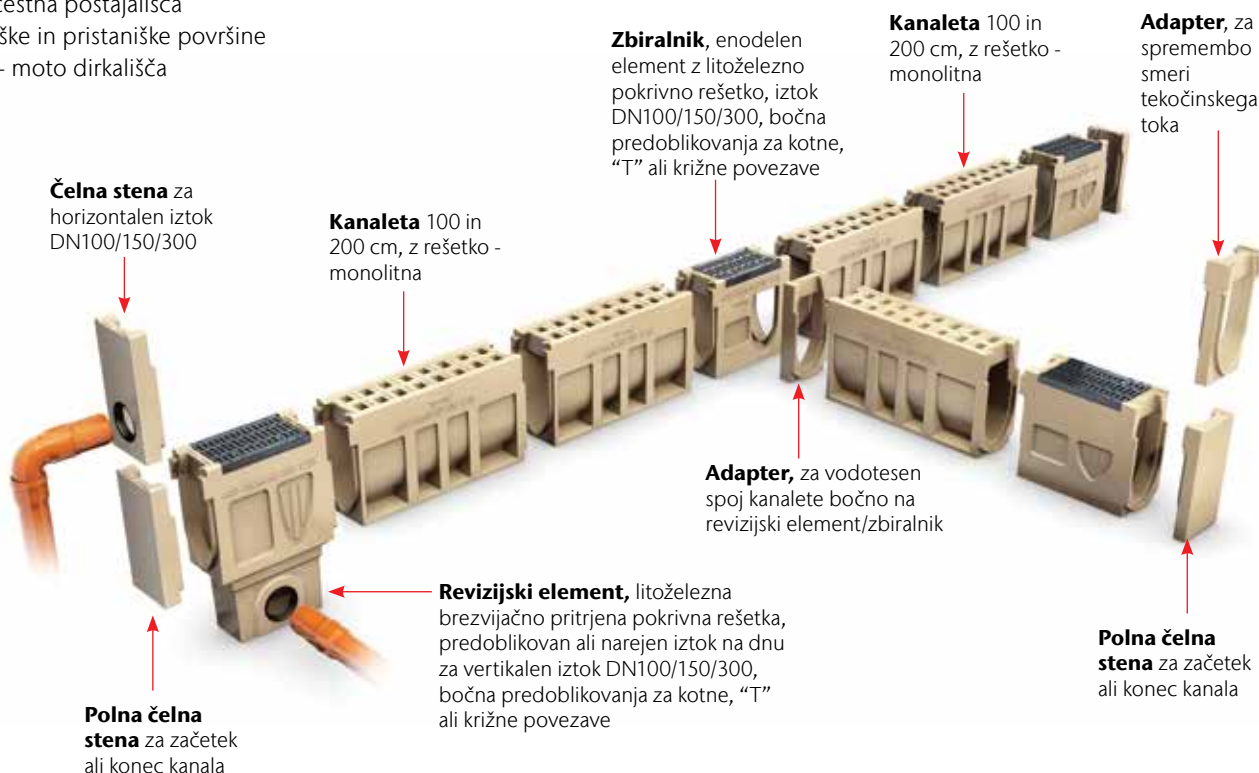 cestna postajališča
ške in pristaniške površine
- moto dirkališča
Čelna stena za
horizontalen iztok
DN100/150/300
Kanaleta 100 in
200 cm, z rešetko -
monolitna
Zbiralnik, enodelen
element z litoželezno
pokrivno rešetko, iztok
DN100/150/300, bočna
predoblikovanja za kotne,
“T” ali križne povezave
Kanaleta 100 in
200 cm, z rešetko -
monolitna
Adapter, za
spremembo
smeri
tekočinskega
toka
Adapter, za vodotesen
spoj kanalete bočno na
revizijski element/zbiralnik
Revizijski element, litoželezna
brezvijačno pritrjena pokrivna rešetka,
predoblikovan ali narejen iztok na dnu
za vertikalen iztok DN100/150/300,
bočna predoblikovanja za kotne, “T”
ali križne povezave
Polna čelna
stena za začetek
ali konec kanala
Polna čelna
stena za začetek
ali konec kanala